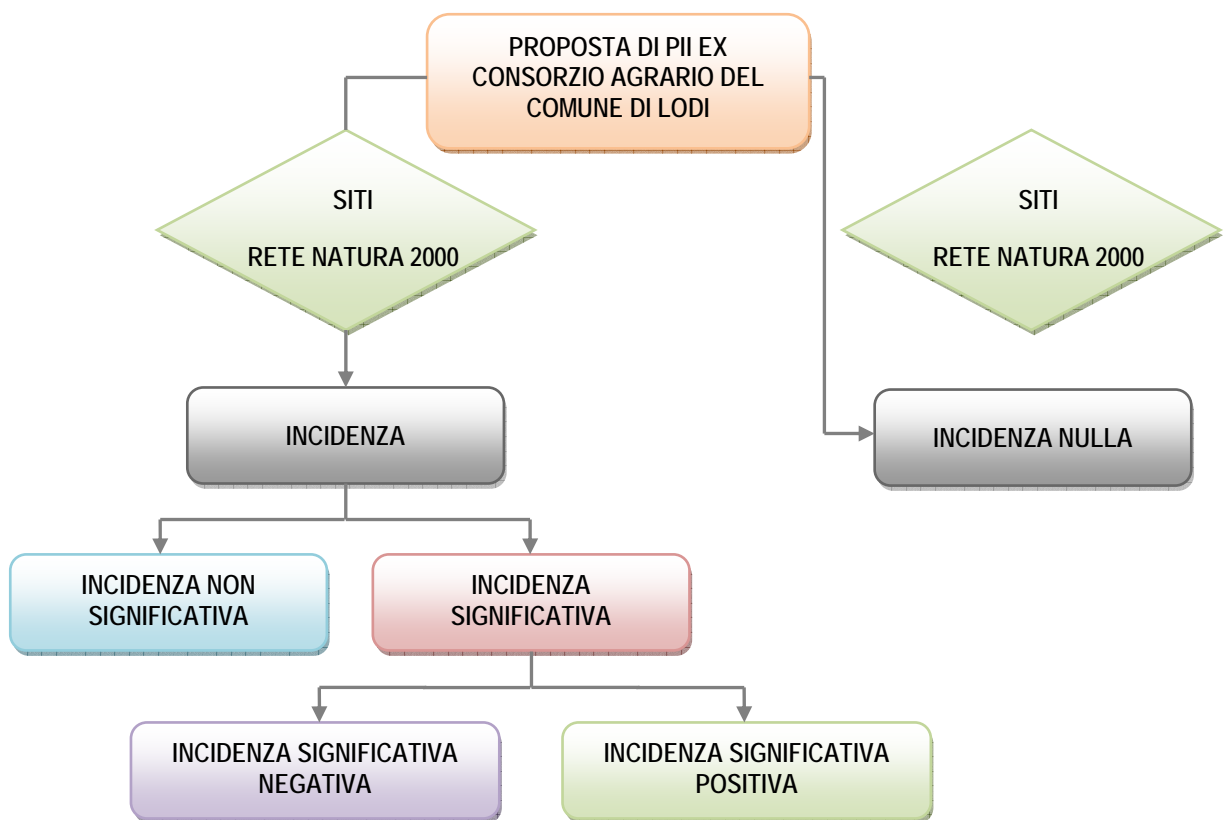 PROPOSTA DI PII EX
CONSORZIO AGRARIO DEL
COMUNE DI LODI
SITI
RETE NATURA 2000
SITI
RETE NATURA 2000
INCIDENZA
INCIDENZA NULLA
INCIDENZA NON
SIGNIFICATIVA
INCIDENZA
SIGNIFICATIVA
INCIDENZA SIGNIFICATIVA
NEGATIVA
INCIDENZA SIGNIFICATIVA
POSITIVA